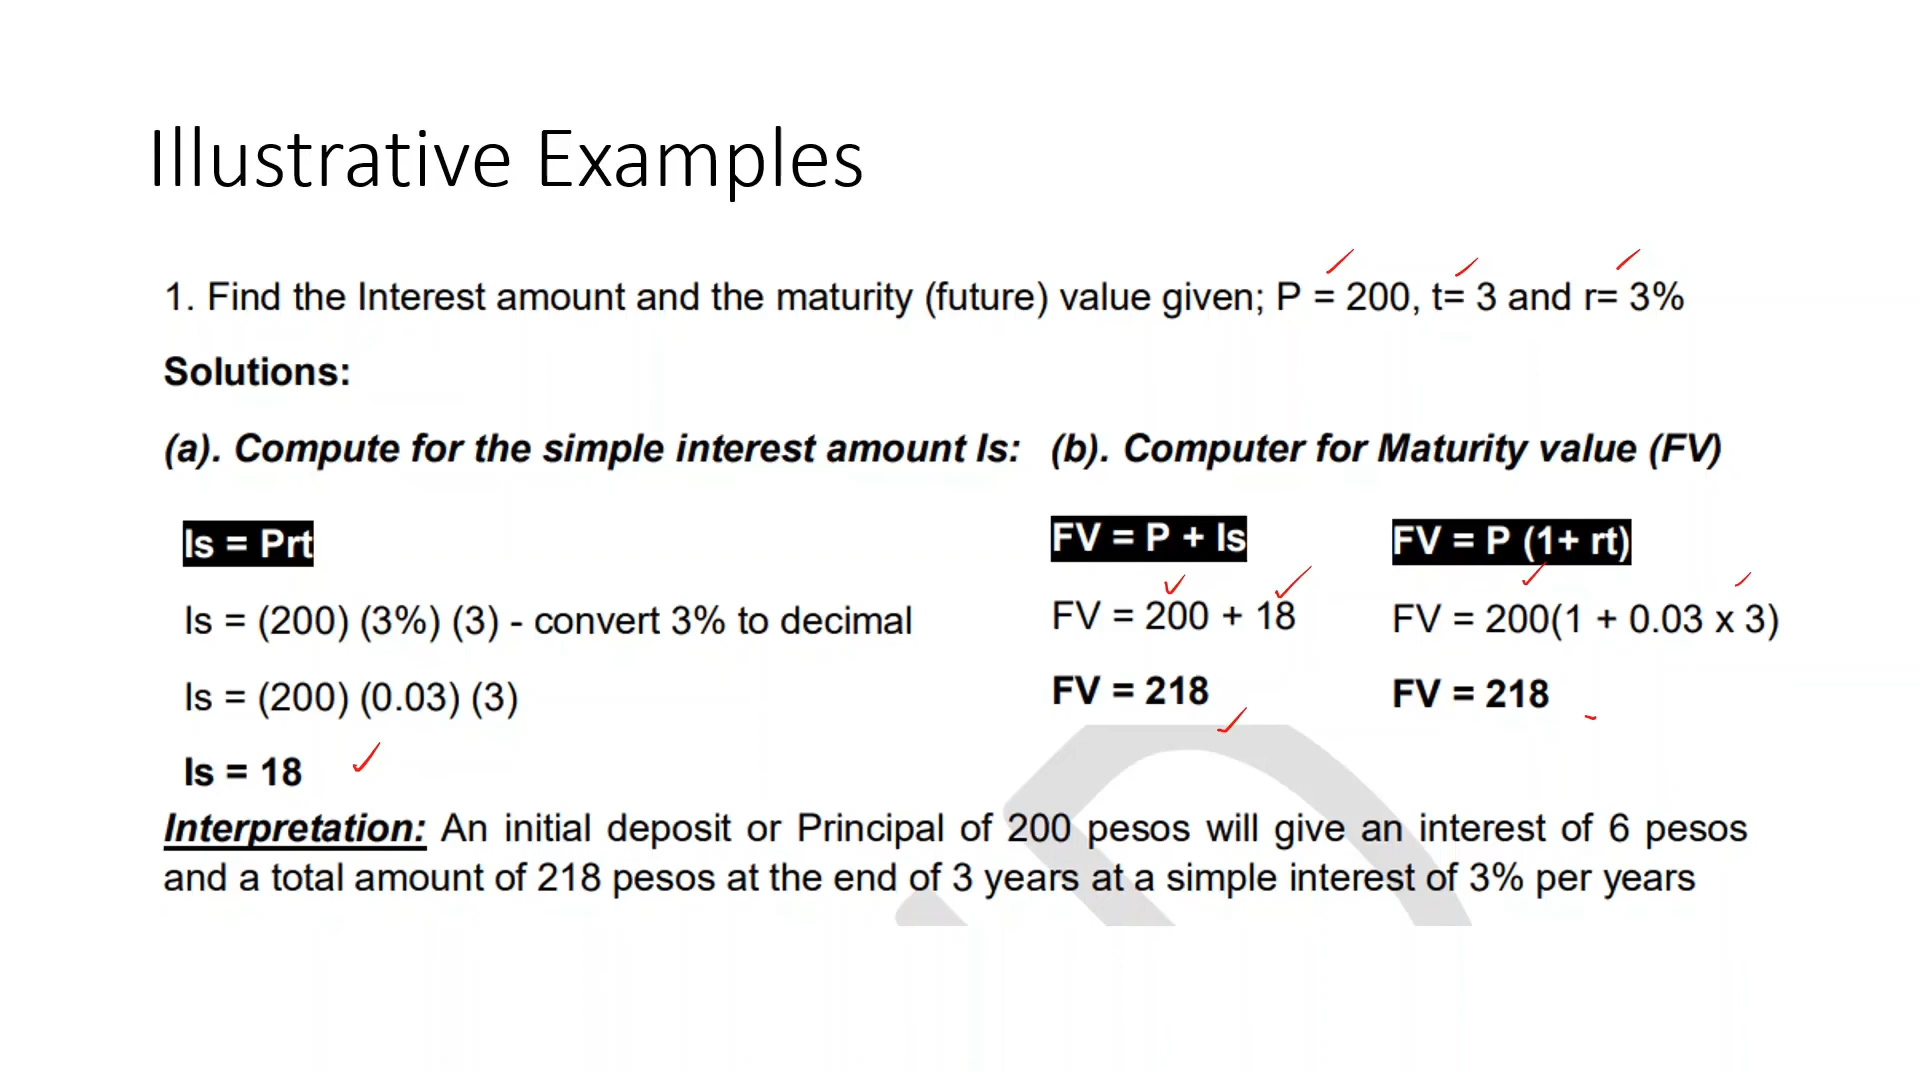 Illustrative Examples
1. Find the Interest amount and the maturity (future) value given; P = 200, t= 3 and r= 3%
Solutions:
(a). Compute for the simple interest amount Is: (b). Computer for Maturity value (FV)
Is = Prt
Is = (200) (3%) (3) - convert 3% to decimal
Is = (200) (0.03) (3)
Is = 18
FV = P + Is
FV = 200 + 18
FV = 218
FV = P (1+ rt)
FV = 200(1 + 0.03 x 3)
FV = 218
Interpretation: An initial deposit or Principal of 200 pesos will give an interest of 6 pesos
and a total amount of 218 pesos at the end of 3 years at a simple interest of 3% per years